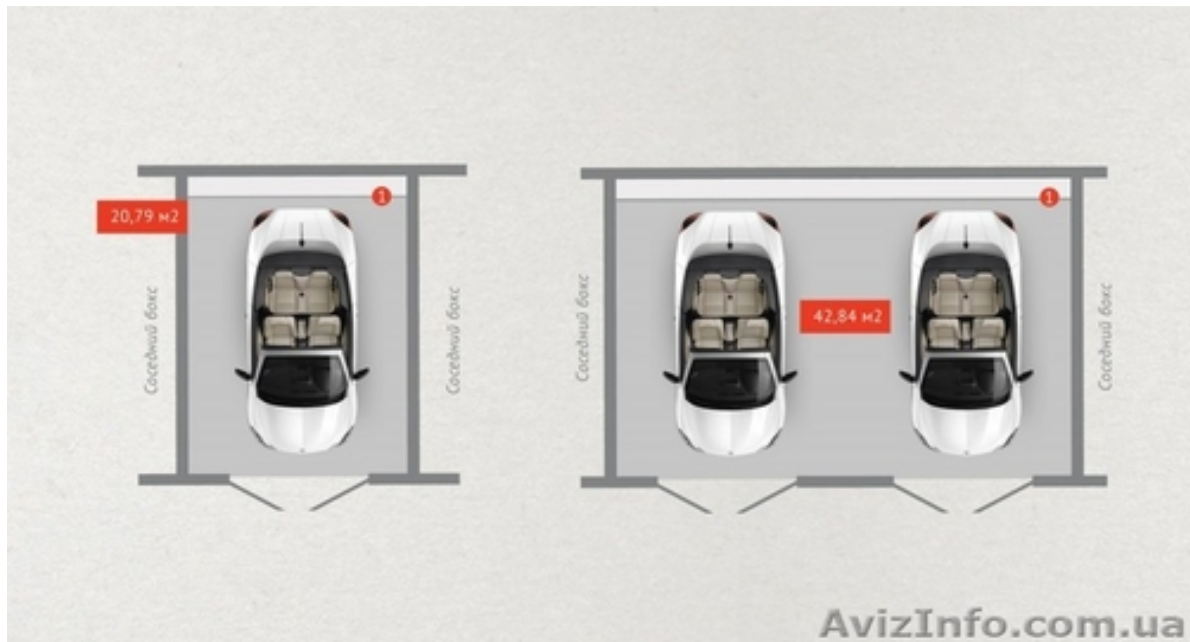 20,79 м2
1
Соседний бокс
Соседний бокс
1
42,84 м2
Соседний бокс
Соседний бокс
AvizInfo.com.ua